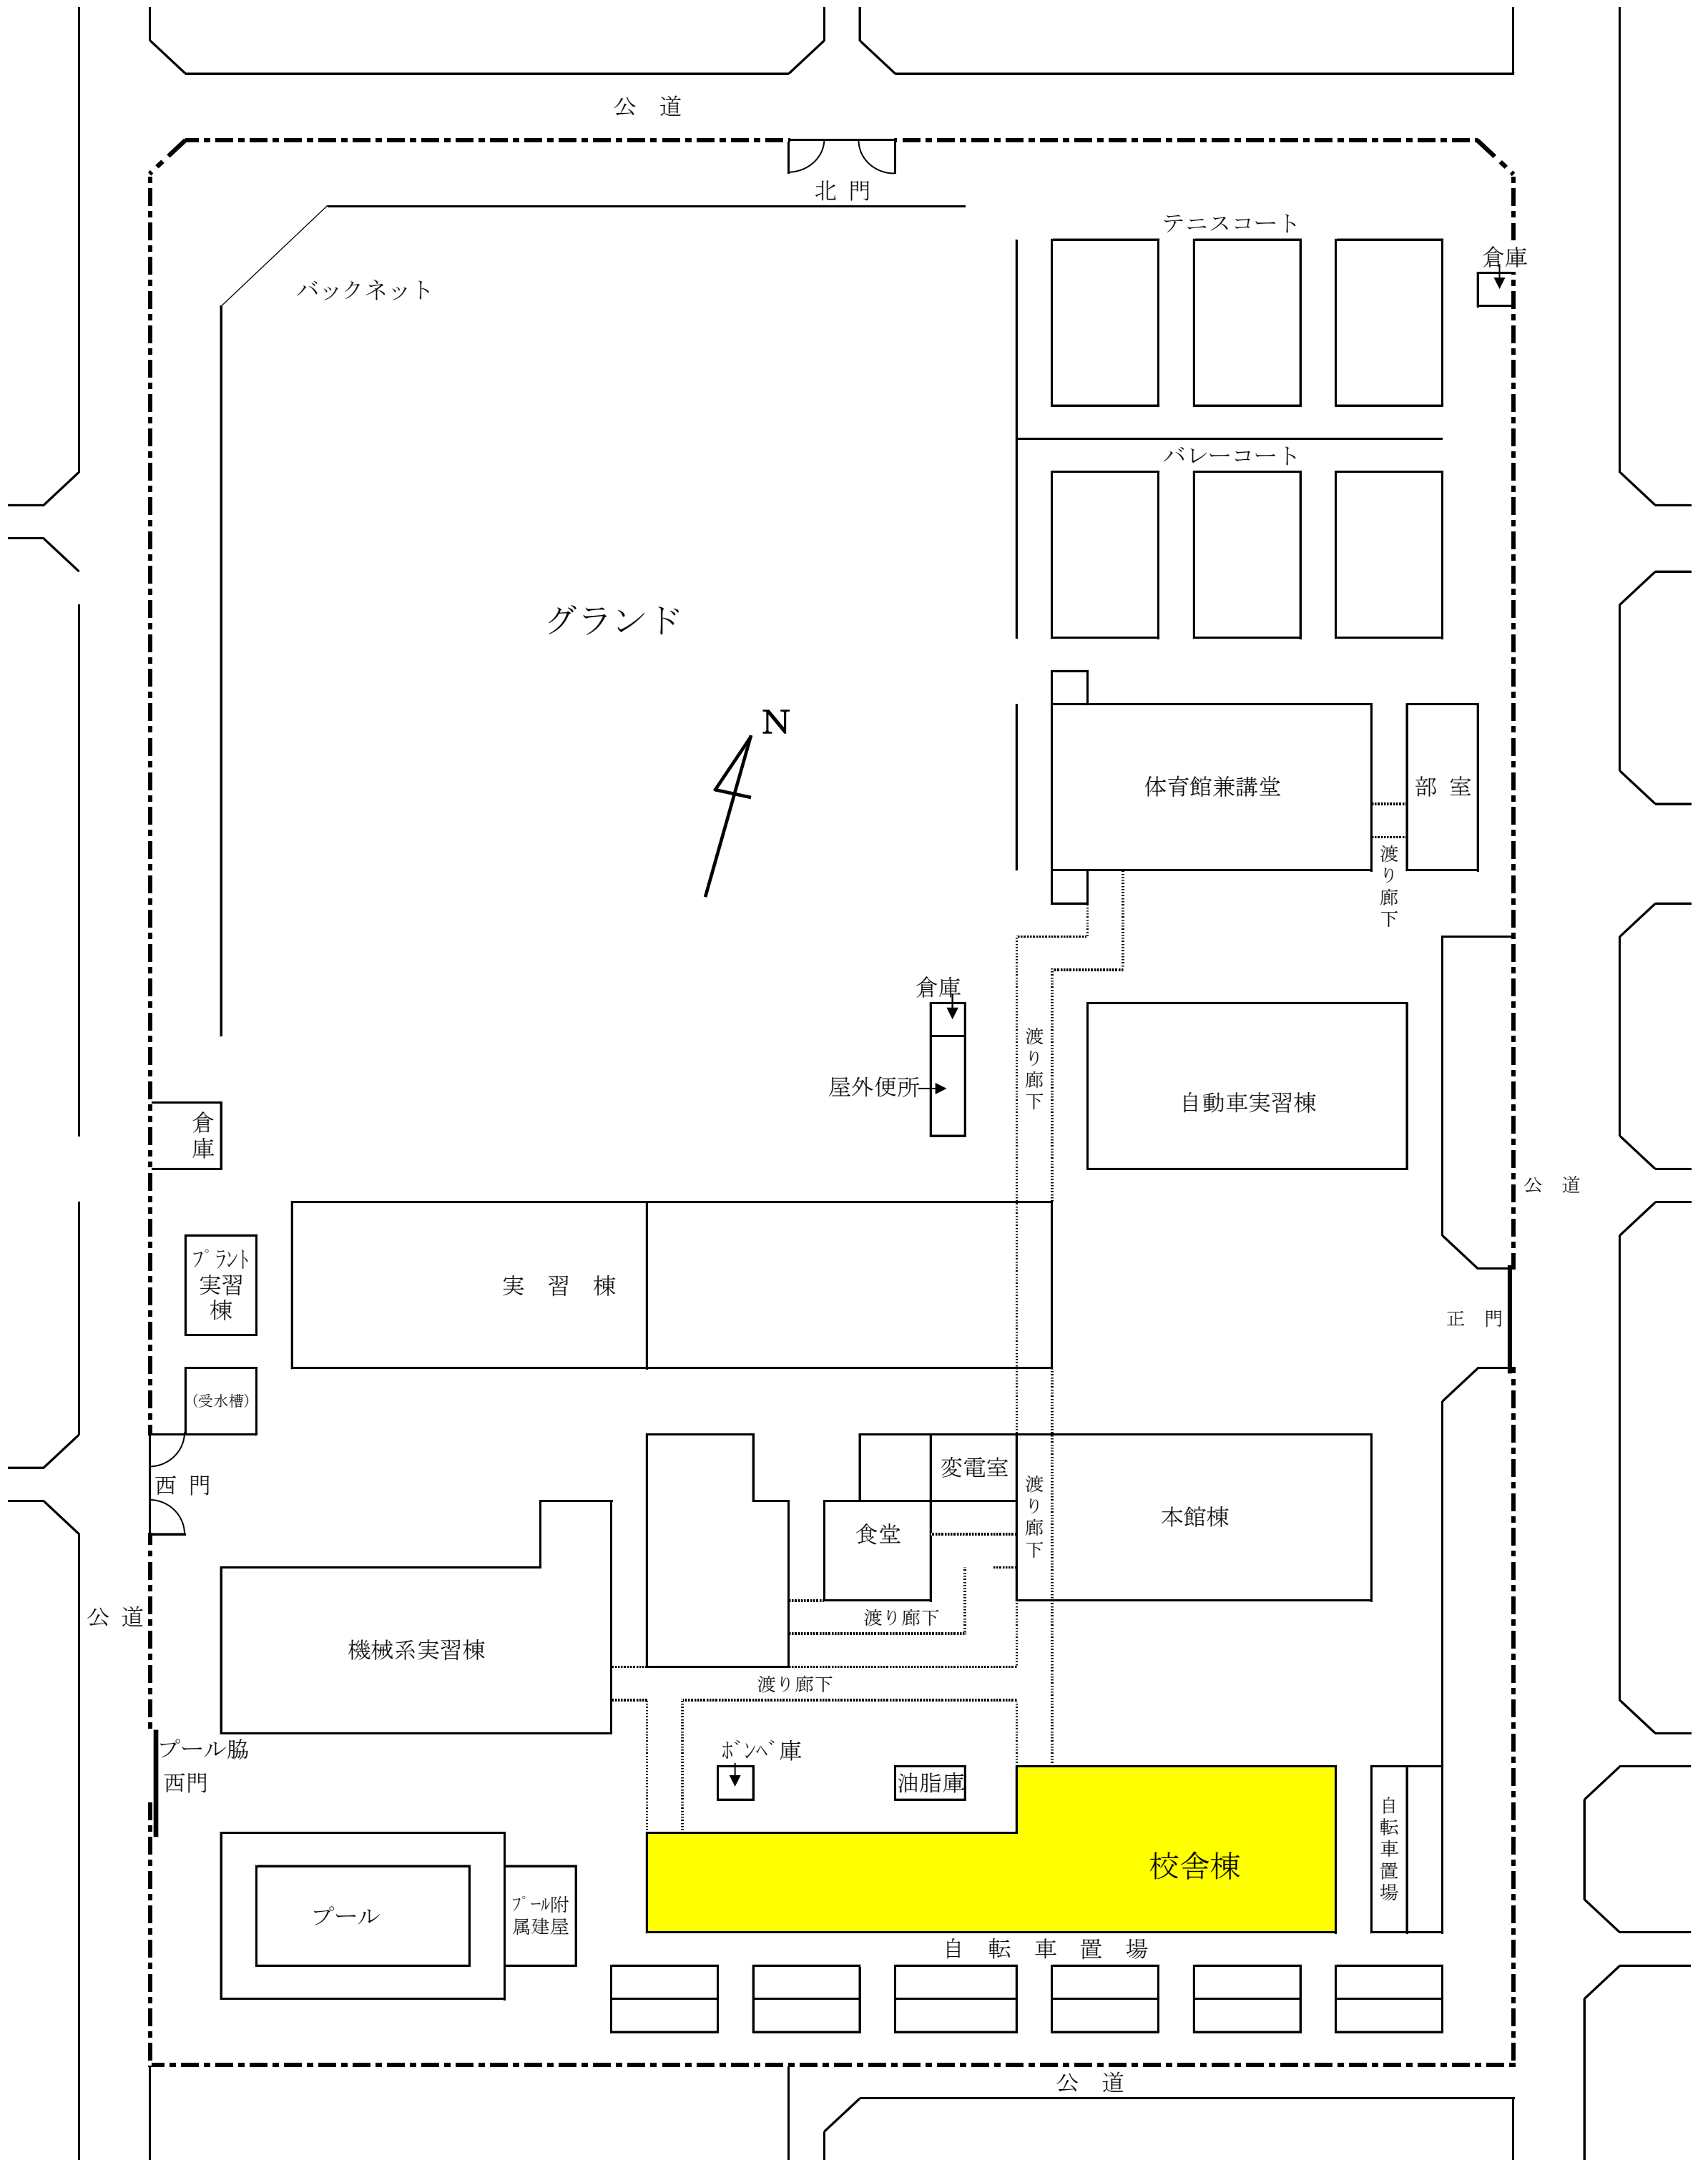 公 道
北 門
テニスコート
倉庫
バックネット
バレーコート
グランド
N
体育館兼講堂
部 室
渡り廊下
倉庫
渡り廊下
屋外便所
自動車実習棟
倉庫
公 道
プラント
実習
棟
実 習 棟
正 門
(受水槽)
変電室
西 門
渡り廊下
本館棟
食堂
公 道
渡り廊下
機械系実習棟
渡り廊下
プール脇
西門
ボンベ庫
油脂庫
自転車置場
校舎棟
プール
プール附
属建屋
自 転 車 置 場
公 道